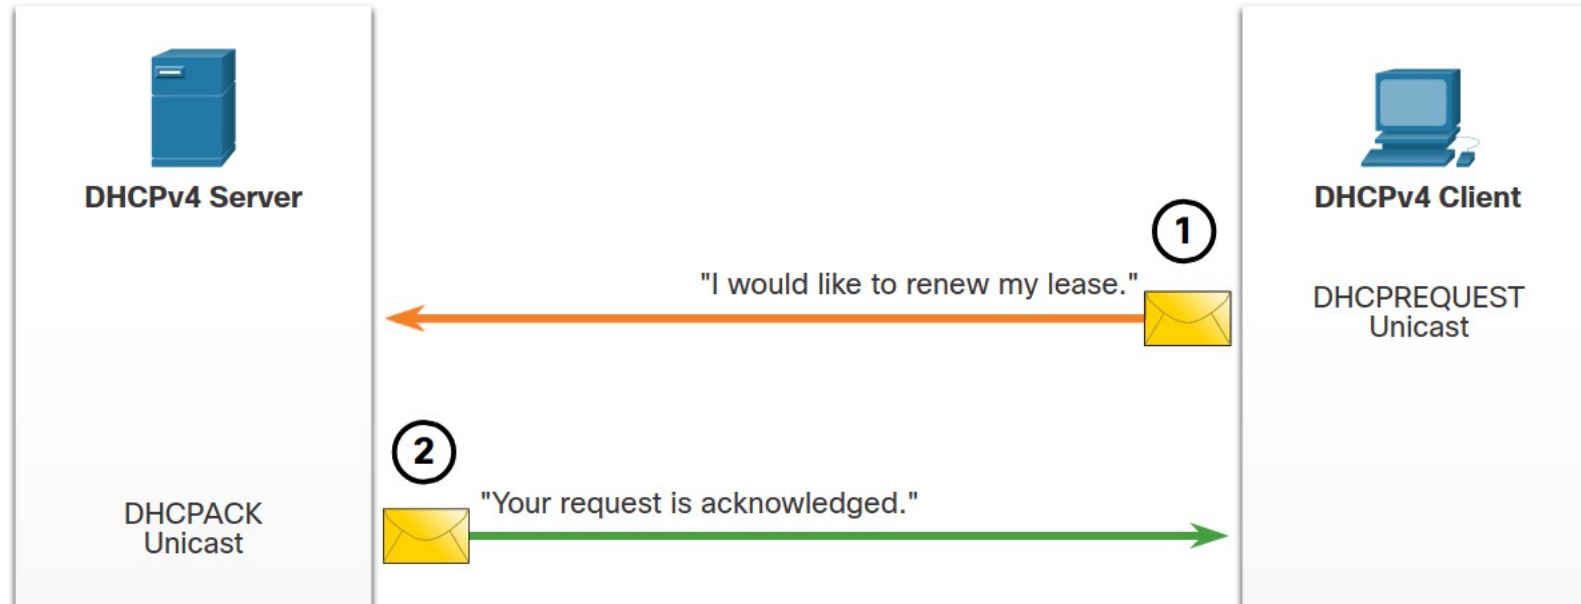 DHCPv4 Server
DHCPv4 Client
1
"I would like to renew my lease."
DHCPREQUEST
Unicast
2
"Your request is acknowledged."
DHCPACK
Unicast